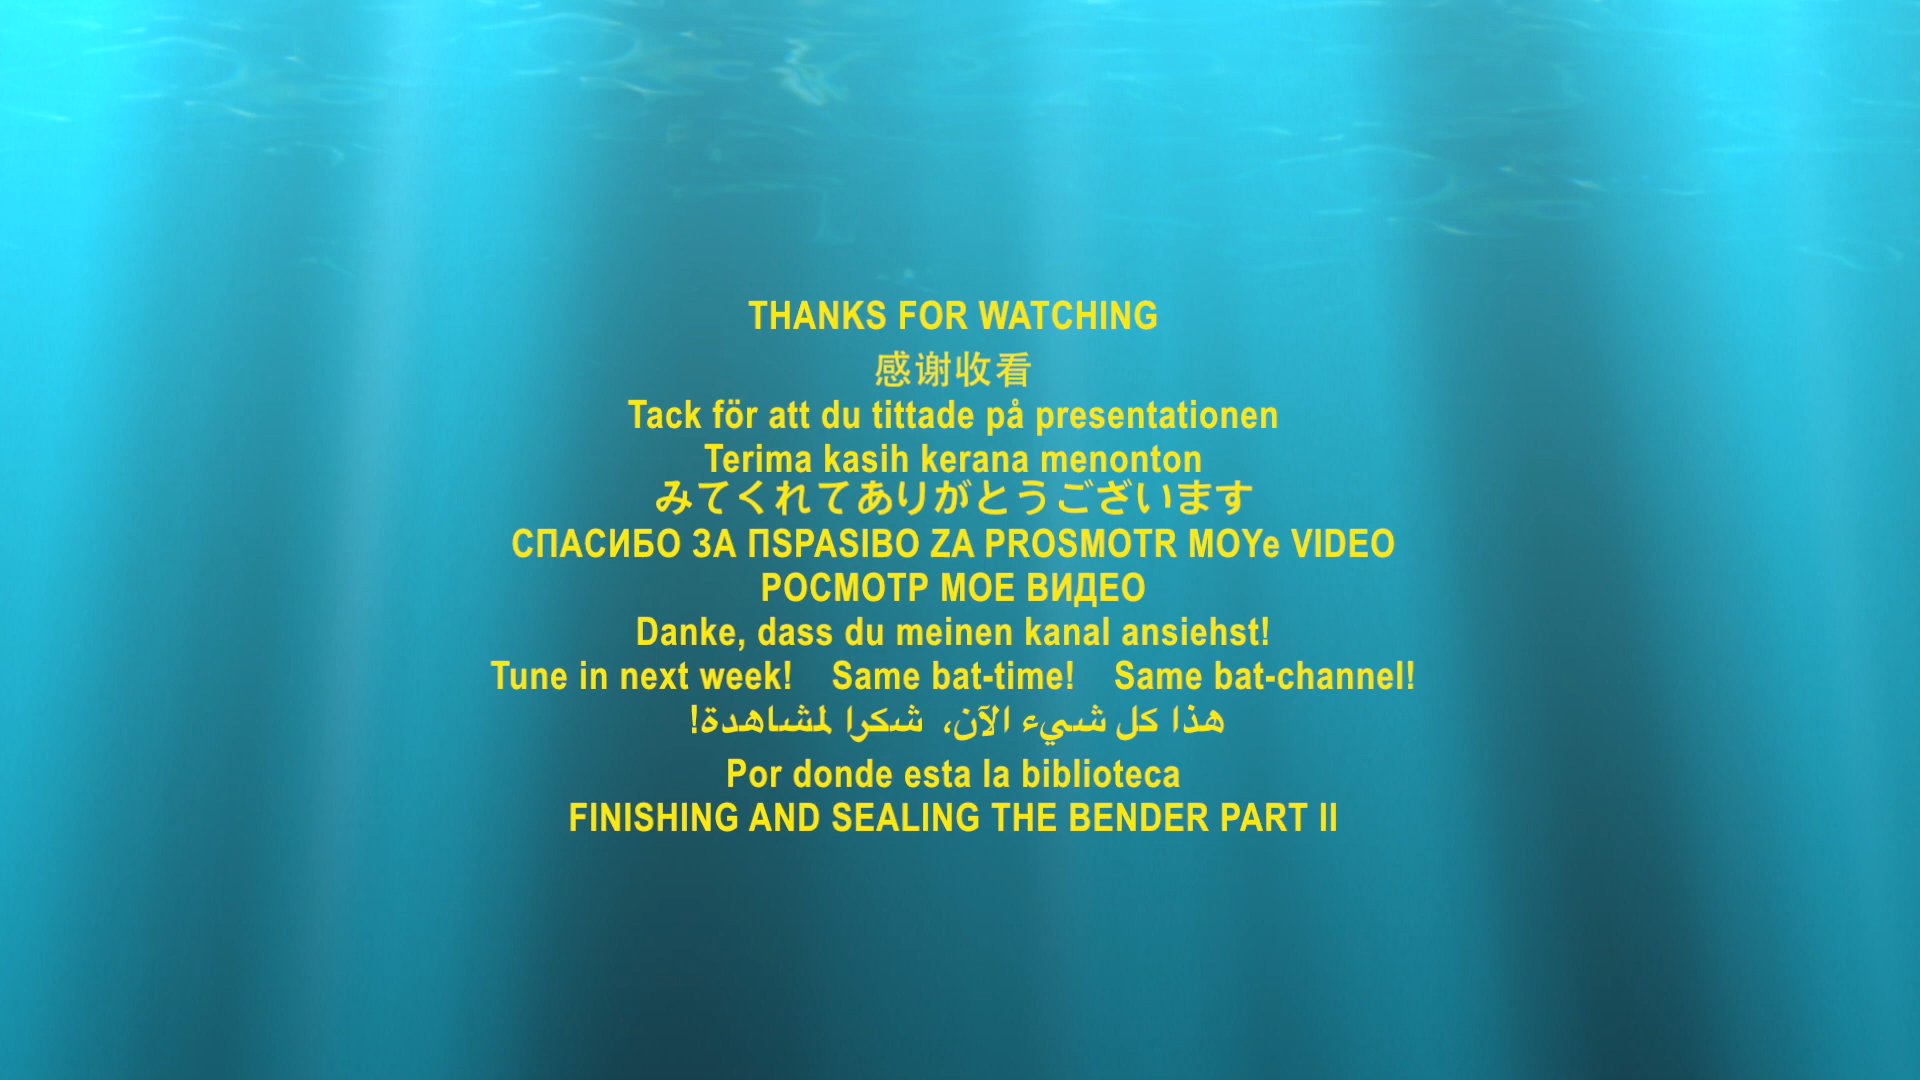 THANKS FOR WATCHING
感谢收看
Tack för att du tittade på presentationen
Terima kasih kerana menonton
みてくれてありがとうございます
СПАСИБО ЗА ПSPASIBO ZA PROSMOTR MOYe VIDEO
РОСМОТР МОЕ ВИДЕО
Danke, dass du meinen kanal ansiehst!
Tune in next week! Same bat-time! Same bat-channel!
هذا كل شيء الآن، شكرا لمشاهدة!
Por donde esta la biblioteca
FINISHING AND SEALING THE BENDER PART II